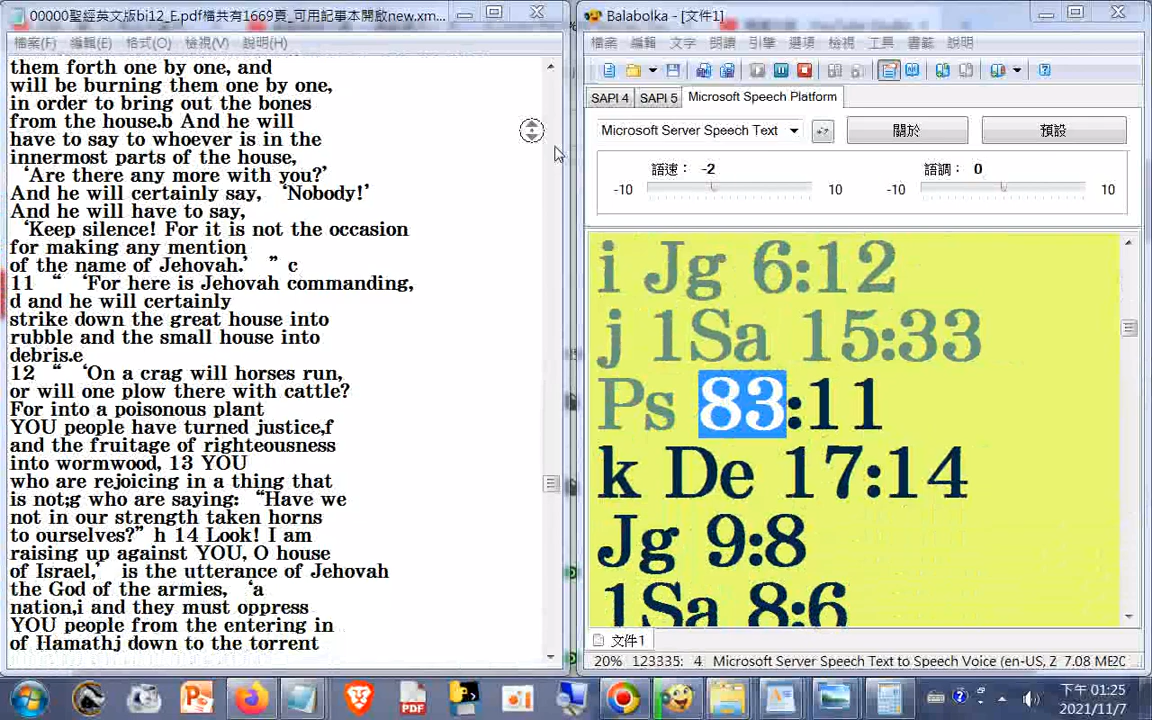 00000聖經英文版bi12_E.pdf檔共有1669頁_可用記事本開啟new.xm...
檔案(F) 編輯(E) 格式(O) 檢視(V) 說明(H)
them forth one by one, and
will be burning them one by one,
in order to bring out the bones
from the house.b And he will
have to say to whoever is in the
innermost parts of the house,
‘Are there any more with you?’
And he will certainly say, ‘Nobody!’
And he will have to say,
‘Keep silence! For it is not the occasion
for making any mention
of the name of Jehovah.’ ” c
11 “ ‘For here is Jehovah commanding,
d and he will certainly
strike down the great house into
rubble and the small house into
debris.e
12 “ ‘On a crag will horses run,
or will one plow there with cattle?
For into a poisonous plant
YOU people have turned justice,f
and the fruitage of righteousness
into wormwood, 13 YOU
who are rejoicing in a thing that
is not;g who are saying: “Have we
not in our strength taken horns
to ourselves?” h 14 Look! I am
raising up against YOU, O house
of Israel,’ is the utterance of Jehovah
the God of the armies, ‘a
nation,i and they must oppress
YOU people from the entering in
of Hamathj down to the torrent
Balabolka - [文件1]
檔案 編輯 文字 朗讀 引擎 選項 檢視 工具 書籤 說明
SAPI 4 SAPI 5 Microsoft Speech Platform
Microsoft Server Speech Text 關於 預設
語速： -2 語調： 0
-10 10 -10 10
i Jg 6:12
j 1Sa 15:33
Ps 83:11
k De 17:14
Jg 9:8
1Sa 8:6
文件1
20% 123335: 4 Microsoft Server Speech Text to Speech Voice (en-US, Z 7.08 ME
PDF
下午 01:25
2021/11/7